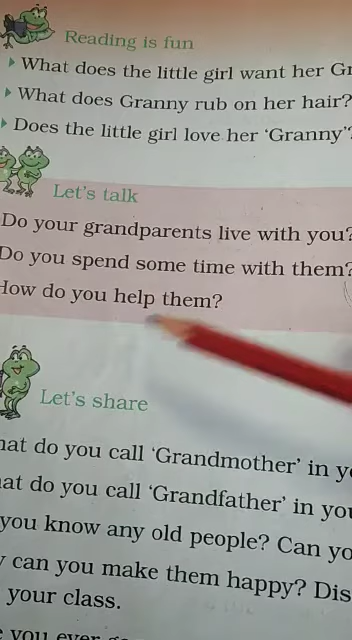 Reading is fun
What does the little girl want her
What does Granny rub on her hair?
Does the little girl love her 'Granny'?
Let's talk
Do your grandparents live with you?
Do you spend some time with them?
How do you help them?
Let's share
do you call 'Grandmother' in
do you call 'Grandfather' in
you know any old people? Can
can you make them happy?
your class.
you ever